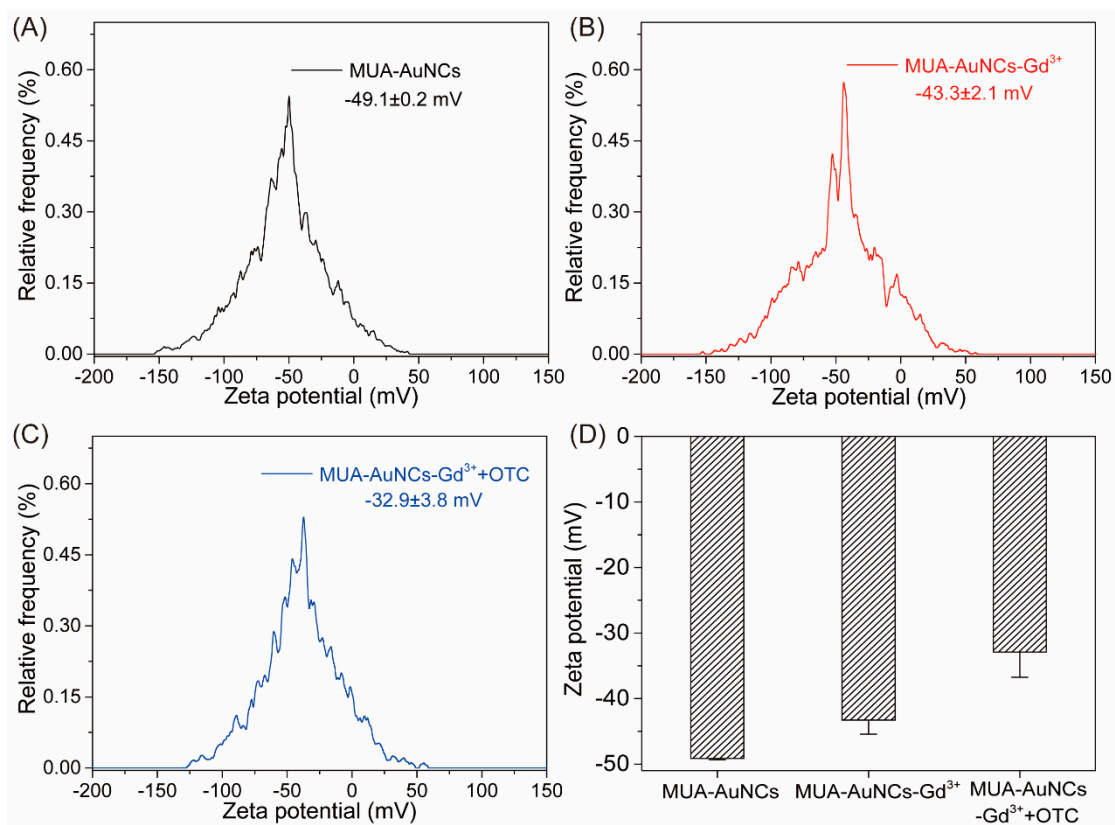 (A)
MUA-AuNCs
-49.1±0.2 mV
Relative frequency (%)
0.60
0.45
0.30
0.15
0.00
-200 -150 -100 -50 0 50 100 150
Zeta potential (mV)
(B)
MUA-AuNCs-Gd³⁺
-43.3±2.1 mV
Relative frequency (%)
0.60
0.45
0.30
0.15
0.00
-200 -150 -100 -50 0 50 100 150
Zeta potential (mV)
(C)
MUA-AuNCs-Gd³⁺+OTC
-32.9±3.8 mV
Relative frequency (%)
0.60
0.45
0.30
0.15
0.00
-200 -150 -100 -50 0 50 100 150
Zeta potential (mV)
(D)
Zeta potential (mV)
0
-10
-20
-30
-40
-50
MUA-AuNCs
MUA-AuNCs-Gd³⁺
MUA-AuNCs
-Gd³⁺+OTC